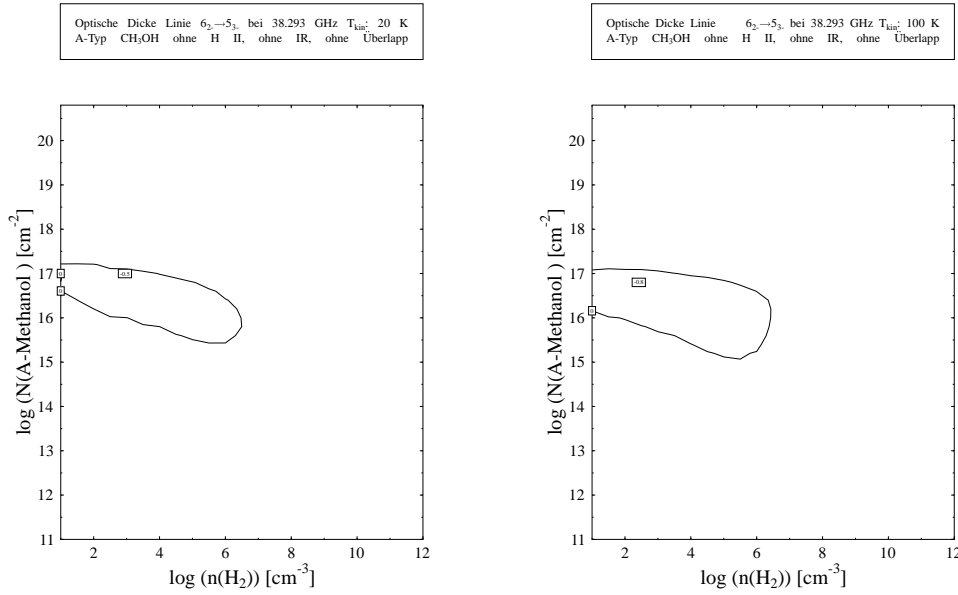 Optische Dicke Linie 6₂-→5₃- bei 38.293 GHz T_kin: 20 K
A-Typ CH₃OH ohne H II, ohne IR, ohne Überlapp
20
19
18
17
16
15
14
13
12
11
log (N(A-Methanol ) [cm⁻²]
0
0
-0.5
2 4 6 8 10 12
log (n(H₂)) [cm⁻³]
Optische Dicke Linie 6₂-→5₃- bei 38.293 GHz T_kin: 100 K
A-Typ CH₃OH ohne H II, ohne IR, ohne Überlapp
20
19
18
17
16
15
14
13
12
11
log (N(A-Methanol ) [cm⁻²]
0
-0.8
2 4 6 8 10 12
log (n(H₂)) [cm⁻³]